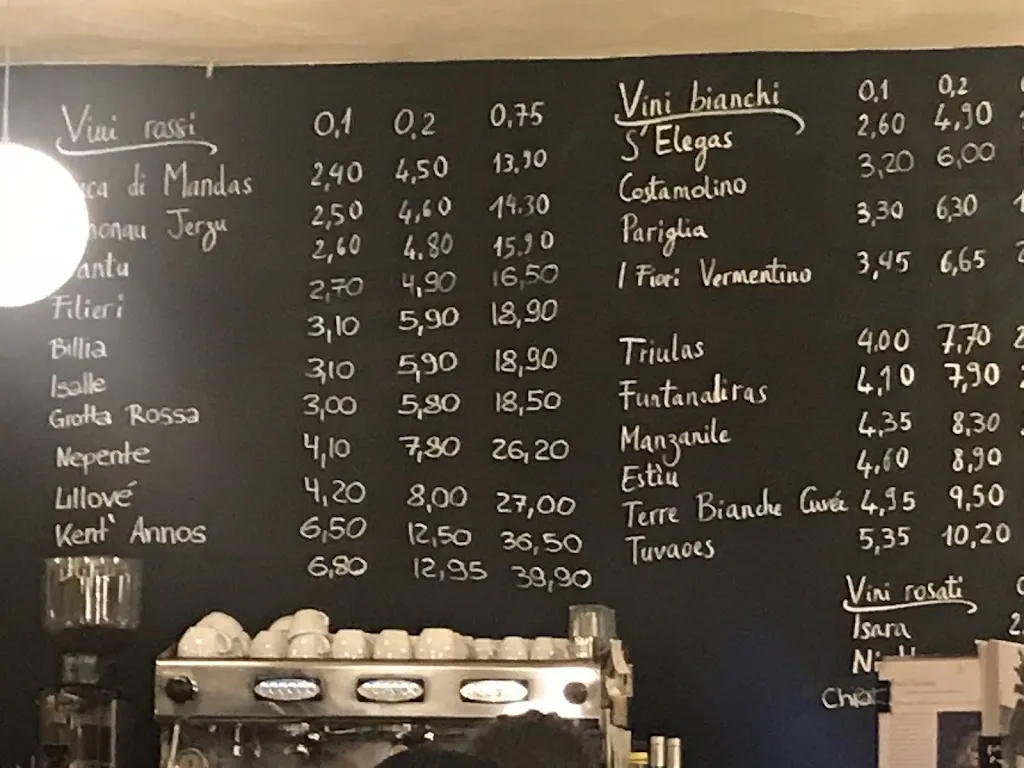 Vini rossi 0,1 0,2 0,75
di Mandas 2,40 4,50 13,90
Jerzu 2,50 4,60 14.30
2,60 4.80 15.90
Filieri 2,70 4,90 16,50
Billia 3,10 5,90 18,90
Isalle 3,10 5,90 18,90
Grotta Rossa 3,00 5,80 18,50
Nepente 4,10 7,80 26,20
Lillové 4,20 8,00 27,00
Kent' Annos 6,50 12,50 36,50
6,80 12,95 39,90
Vini bianchi 0,1 0,2
S'Elegas 2,60 4,90
Costamolino 3,20 6,00
Pariglia 3,30 6,30
I Fiori Vermentino 3,45 6,65
Triulas 4.00 7,70
Funtanaliras 4,10 7,90
Manzanile 4,35 8,30
Estìu 4,60 8,90
Terre Bianche Cuvée 4,95 9,50
Tuvaoes 5,35 10,20
Vini rosati
Isara